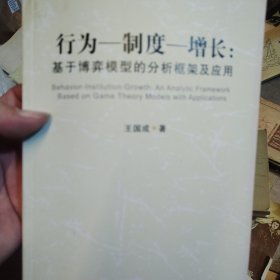 行为—制度—增长:
基于博弈模型的分析框架及应用
Behavior-Institution-Growth: An Analytic Framework
Based on Game Theory Models with Applications
王国成·著